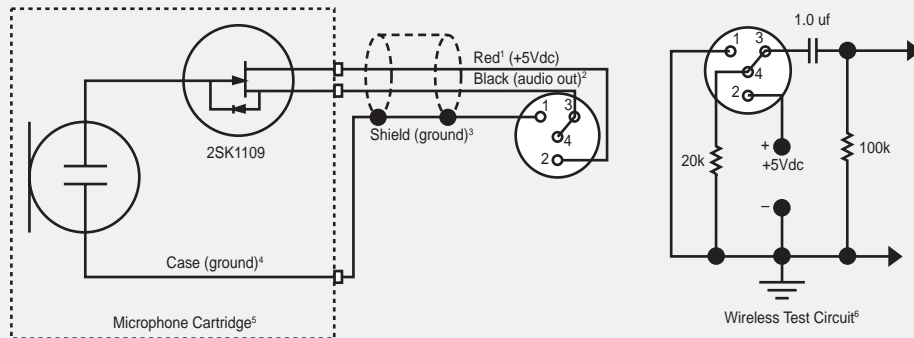 Red¹ (+5Vdc)
Black (audio out)²
1
3
4
2
Shield (ground)³
2SK1109
Case (ground)⁴
Microphone Cartridge⁵
1.0 uf
1
3
4
2
20k
+
+5Vdc
–
100k
Wireless Test Circuit⁶